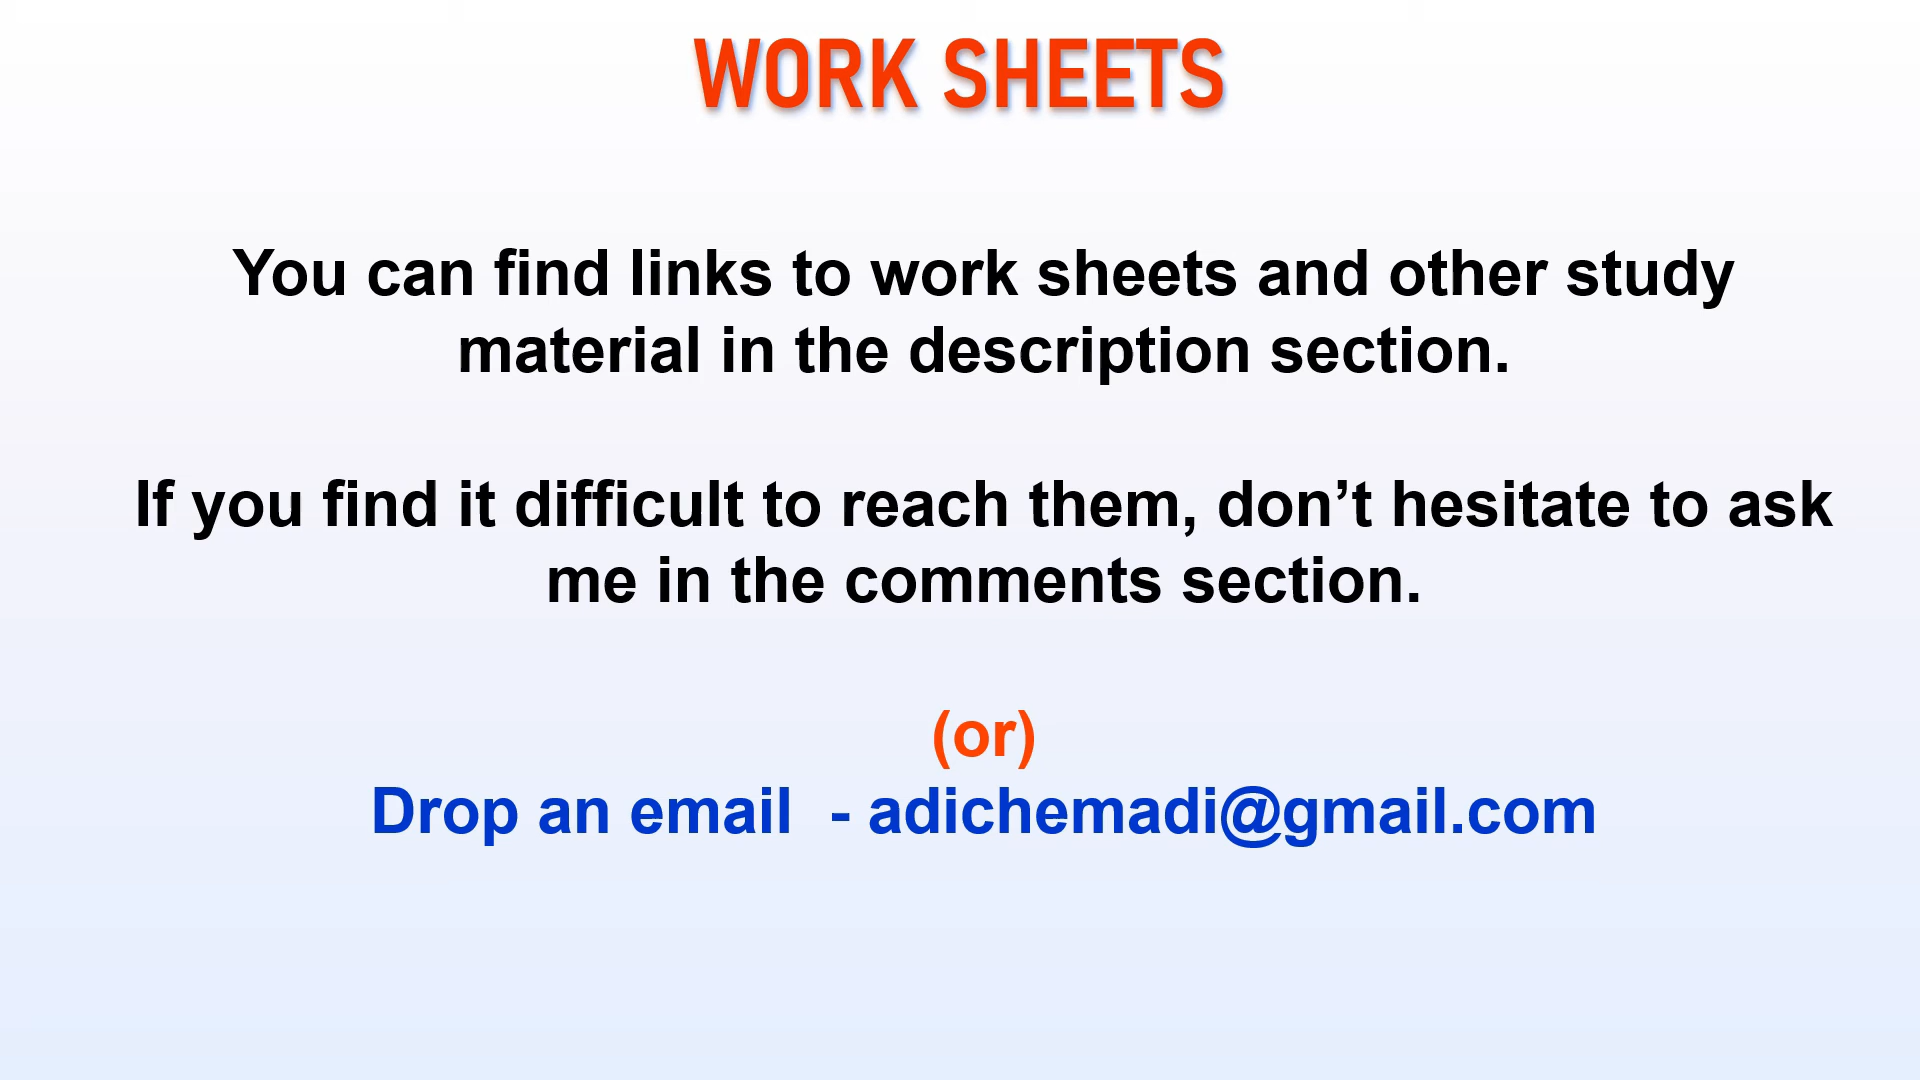 WORK SHEETS
You can find links to work sheets and other study
material in the description section.
If you find it difficult to reach them, don’t hesitate to ask
me in the comments section.
(or)
Drop an email  - adichemadi@gmail.com